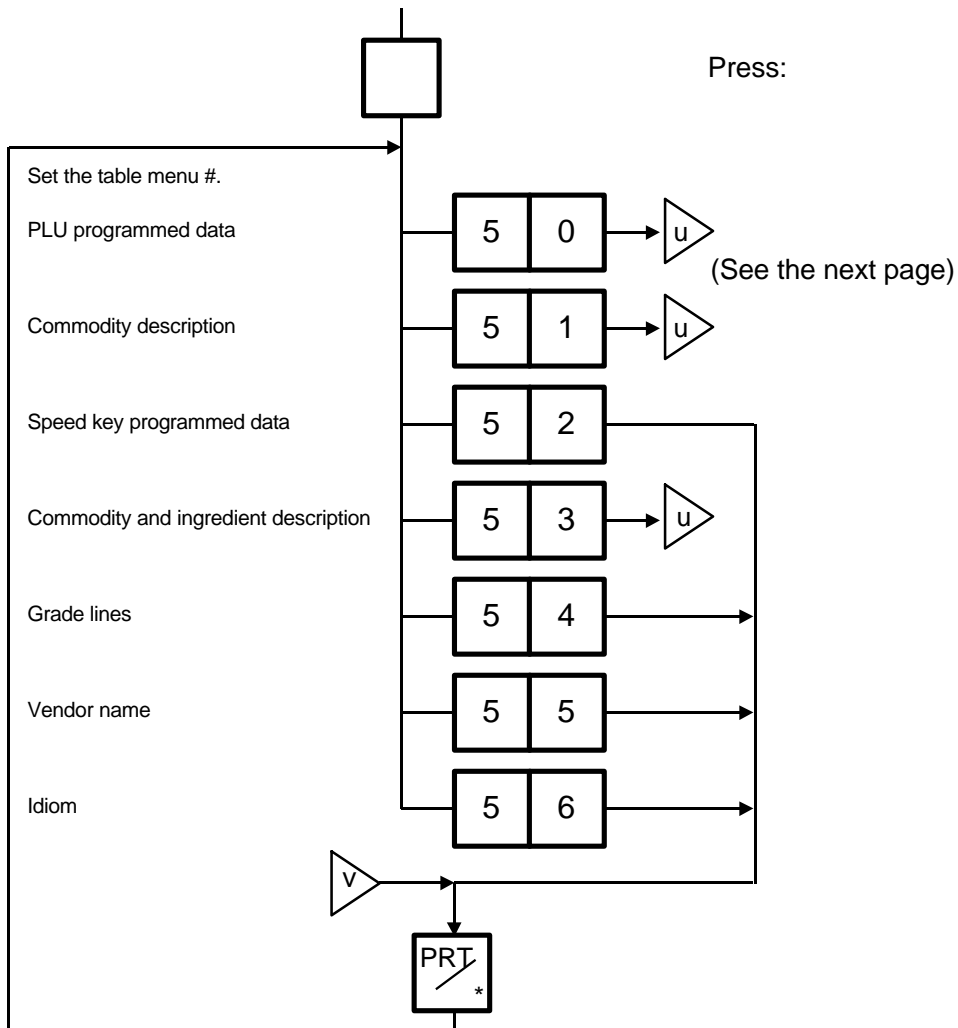 Press:
Set the table menu #.
PLU programmed data 5 0 u
(See the next page)
Commodity description 5 1 u
Speed key programmed data 5 2
Commodity and ingredient description 5 3 u
Grade lines 5 4
Vendor name 5 5
Idiom 5 6
v
PRT
*